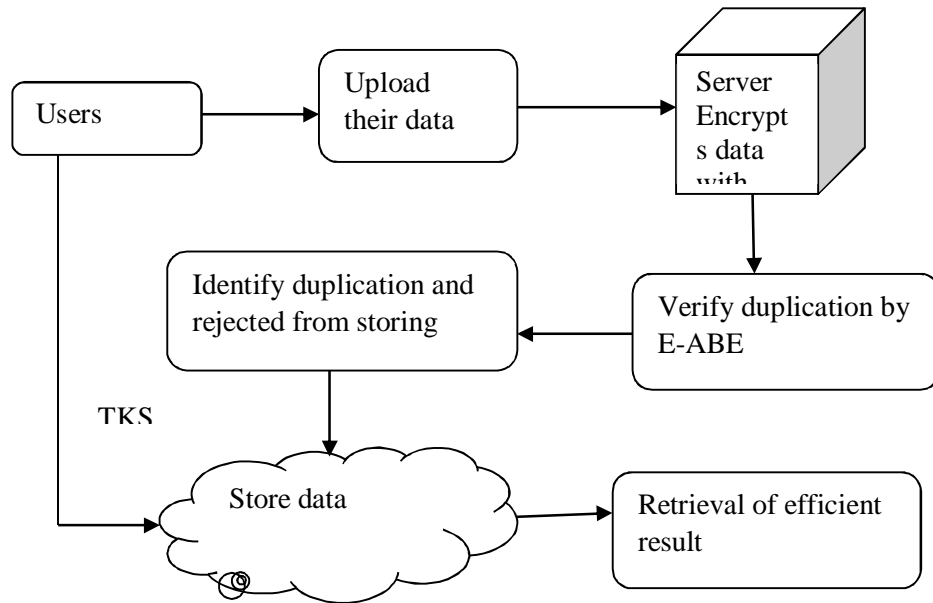 Users
Upload
their data
Server
Encrypt
s data
with
Verify duplication by
E-ABE
Identify duplication and
rejected from storing
TKS
Store data
Retrieval of efficient
result